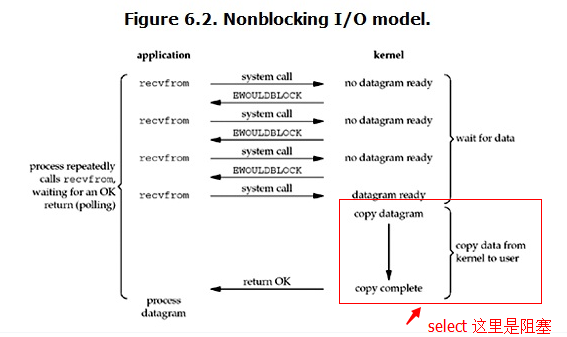 Figure 6.2. Nonblocking I/O model.
application kernel
recvfrom system call no datagram ready
EWOULDBLOCK
recvfrom system call no datagram ready
EWOULDBLOCK
process repeatedly
calls recvfrom,
waiting for an OK
return (polling)
recvfrom system call no datagram ready
EWOULDBLOCK
recvfrom system call datagram ready
wait for data
copy datagram
copy data from
kernel to user
return OK copy complete
process
datagram
select 这里是阻塞